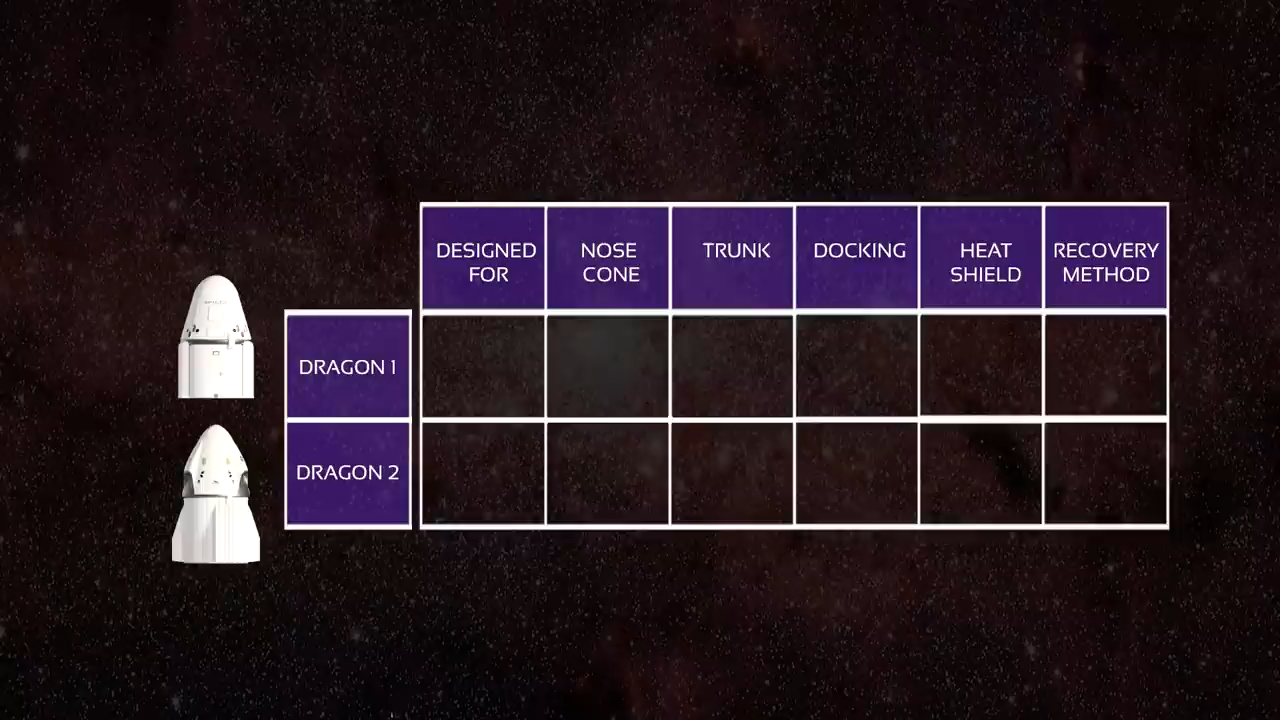 DESIGNED
FOR
NOSE
CONE
TRUNK
DOCKING
HEAT
SHIELD
RECOVERY
METHOD
DRAGON 1
DRAGON 2